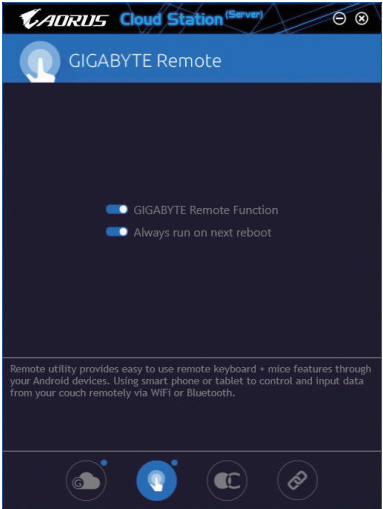 AORUS Cloud Station (Server)
GIGABYTE Remote
GIGABYTE Remote Function
Always run on next reboot
Remote utility provides easy to use remote keyboard + mice features through
your Android devices. Using smart phone or tablet to control and input data
from your couch remotely via WiFi or Bluetooth.
G